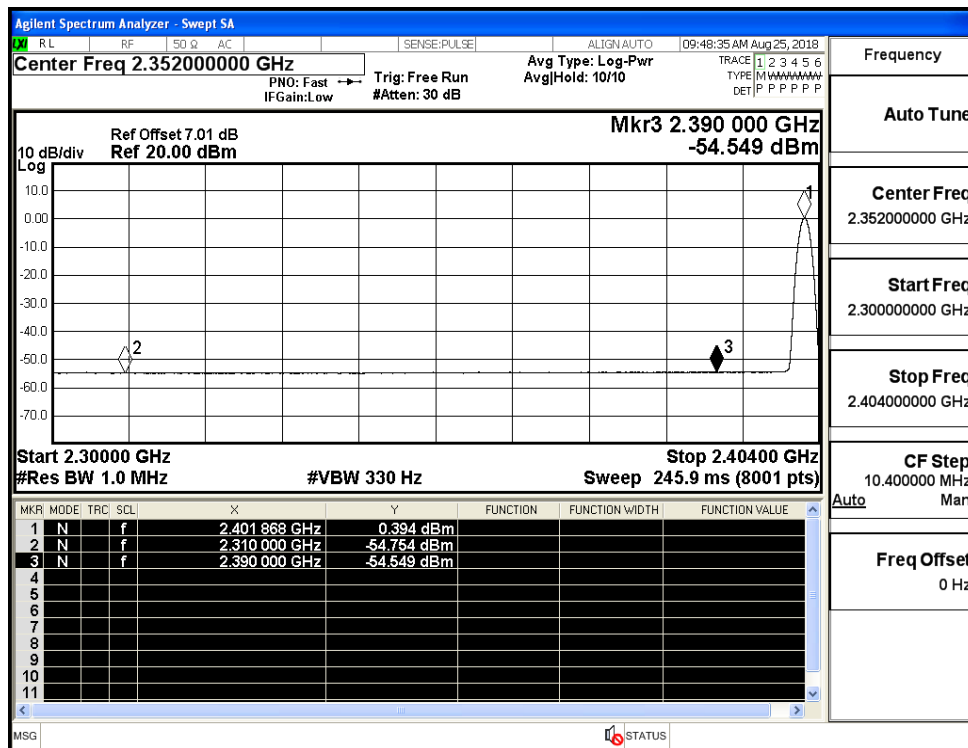 Agilent Spectrum Analyzer - Swept SA
LXI RL RF 50 Ω AC SENSE:PULSE ALIGN AUTO 09:48:35 AM Aug 25, 2018
Center Freq 2.352000000 GHz
PNO: Fast
IFGain:Low
Trig: Free Run
#Atten: 30 dB
Avg Type: Log-Pwr
Avg|Hold: 10/10
TRACE 1 2 3 4 5 6
TYPE M WWWWW
DET P P P P P P
Ref Offset 7.01 dB
10 dB/div Ref 20.00 dBm
Log
Mkr3 2.390 000 GHz
-54.549 dBm
10.0
0.00
-10.0
-20.0
-30.0
-40.0
-50.0
-60.0
-70.0
1
2
3
Start 2.30000 GHz Stop 2.40400 GHz
#Res BW 1.0 MHz #VBW 330 Hz Sweep 245.9 ms (8001 pts)
MKR MODE TRC SCL X Y FUNCTION FUNCTION WIDTH FUNCTION VALUE
1 N f 2.401 868 GHz 0.394 dBm
2 N f 2.310 000 GHz -54.754 dBm
3 N f 2.390 000 GHz -54.549 dBm
4
5
6
7
8
9
10
11
MSG STATUS
Frequency
Auto Tune
Center Freq
2.352000000 GHz
Start Freq
2.300000000 GHz
Stop Freq
2.404000000 GHz
CF Step
10.400000 MHz
Auto Man
Freq Offset
0 Hz